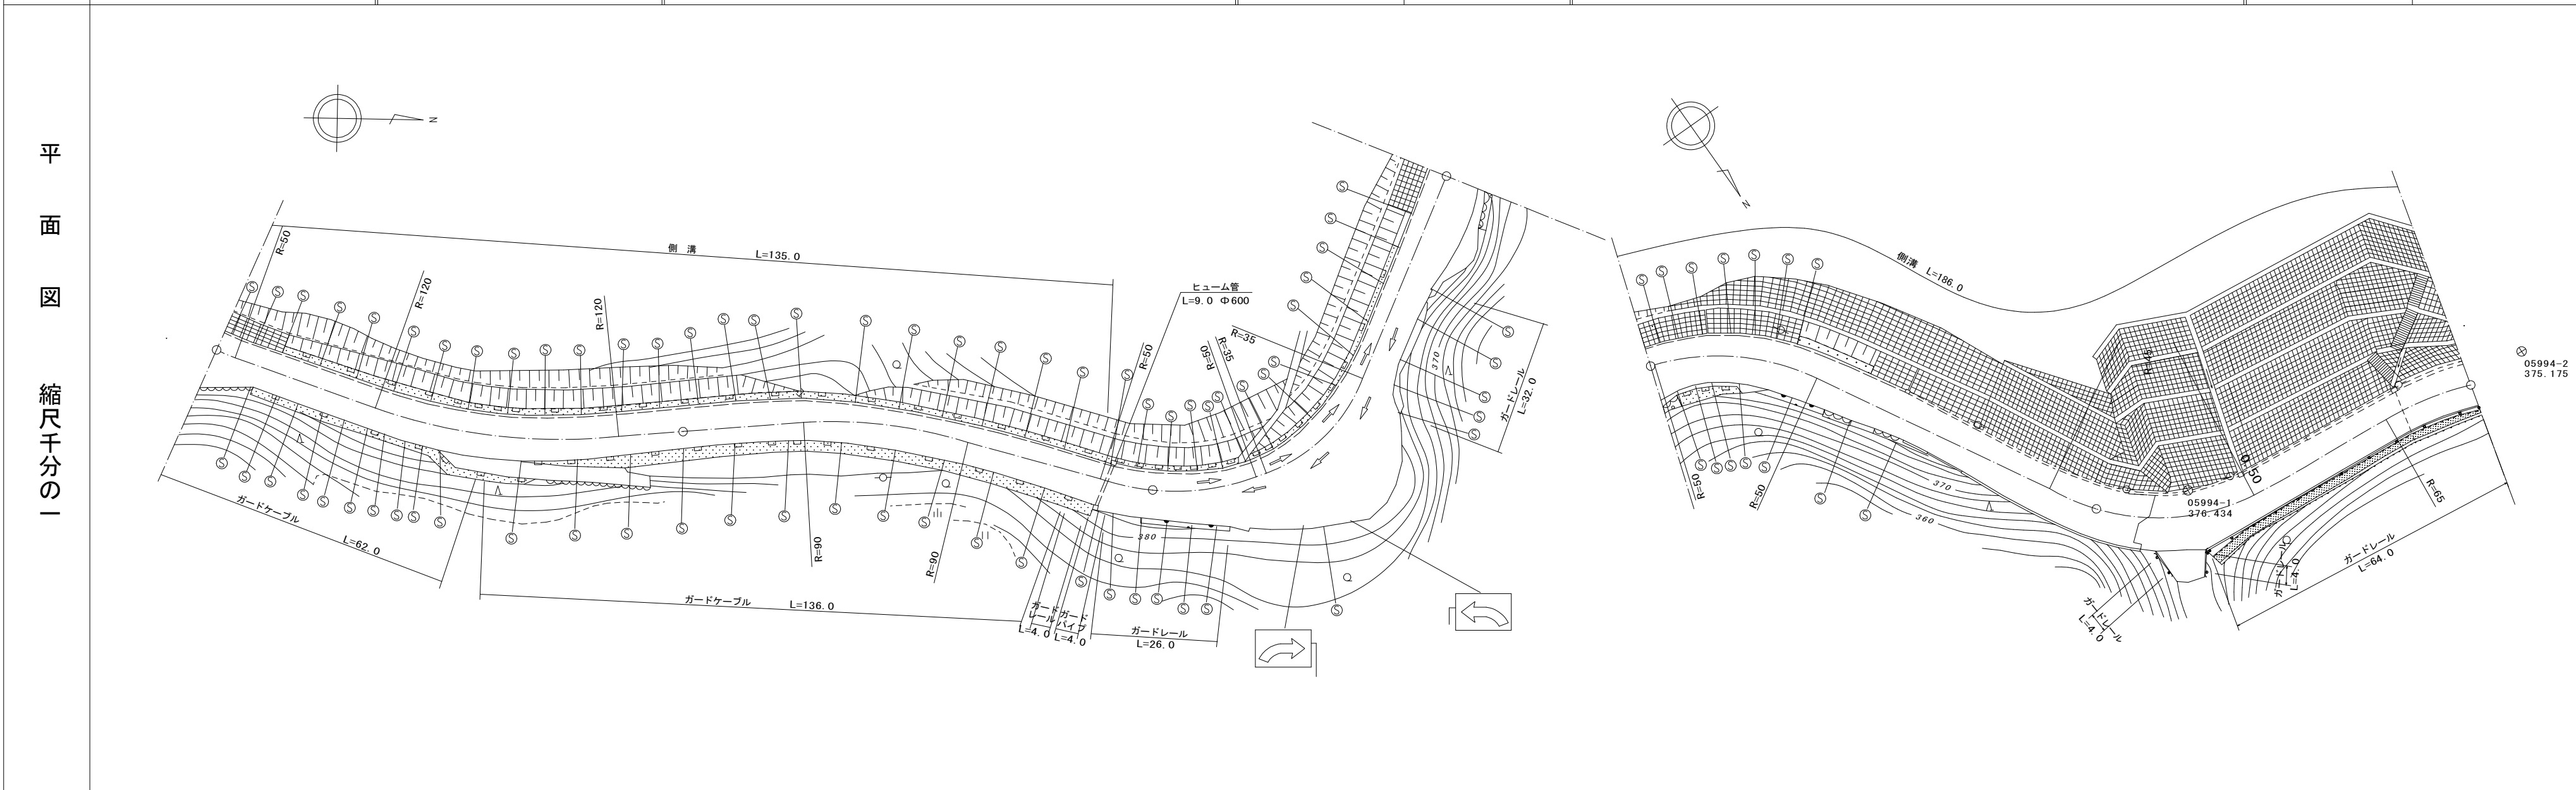 平面図 縮尺千分の一
N
R=50
側溝 L=135.0
R=120
R=120
ヒューム管
L=9.0 Φ600
R=50
R=50
R=35
R=35
370
ガードレール
L=32.0
ガードケーブル L=62.0
R=90
R=90
ガードケーブル L=136.0
ガードレール
L=4.0
ガードパイプ
L=4.0
380
ガードレール
L=26.0
S
N
側溝 L=186.0
R=50
R=50
370
360
R=45
05994-1
376.434
R=65
ガードレール
L=4.0
ガードレール
L=4.0
ガードレール
L=64.0
05994-2
375.175